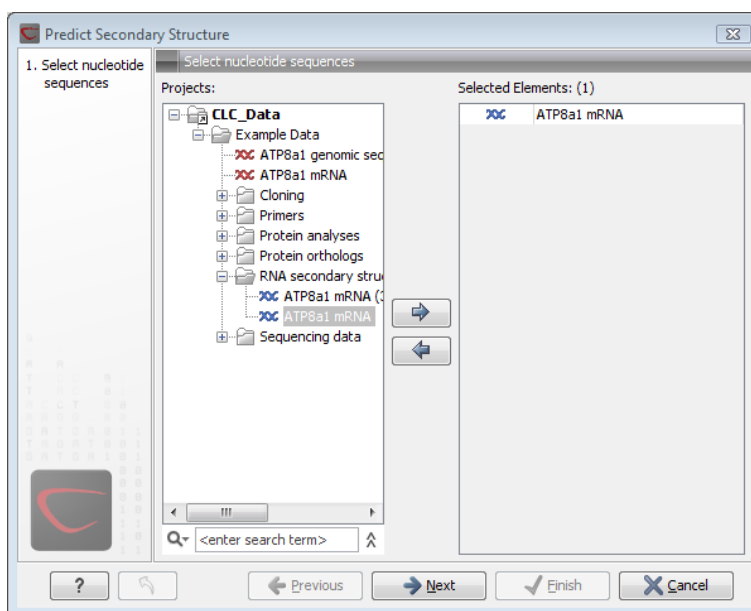 Predict Secondary Structure
1. Select nucleotide
sequences
Select nucleotide sequences
Projects:
CLC_Data
Example Data
ATP8a1 genomic sec
ATP8a1 mRNA
Cloning
Primers
Protein analyses
Protein orthologs
RNA secondary stru
ATP8a1 mRNA (3
ATP8a1 mRNA
Sequencing data
<enter search term>
Selected Elements: (1)
ATP8a1 mRNA
?
Previous
Next
Finish
Cancel